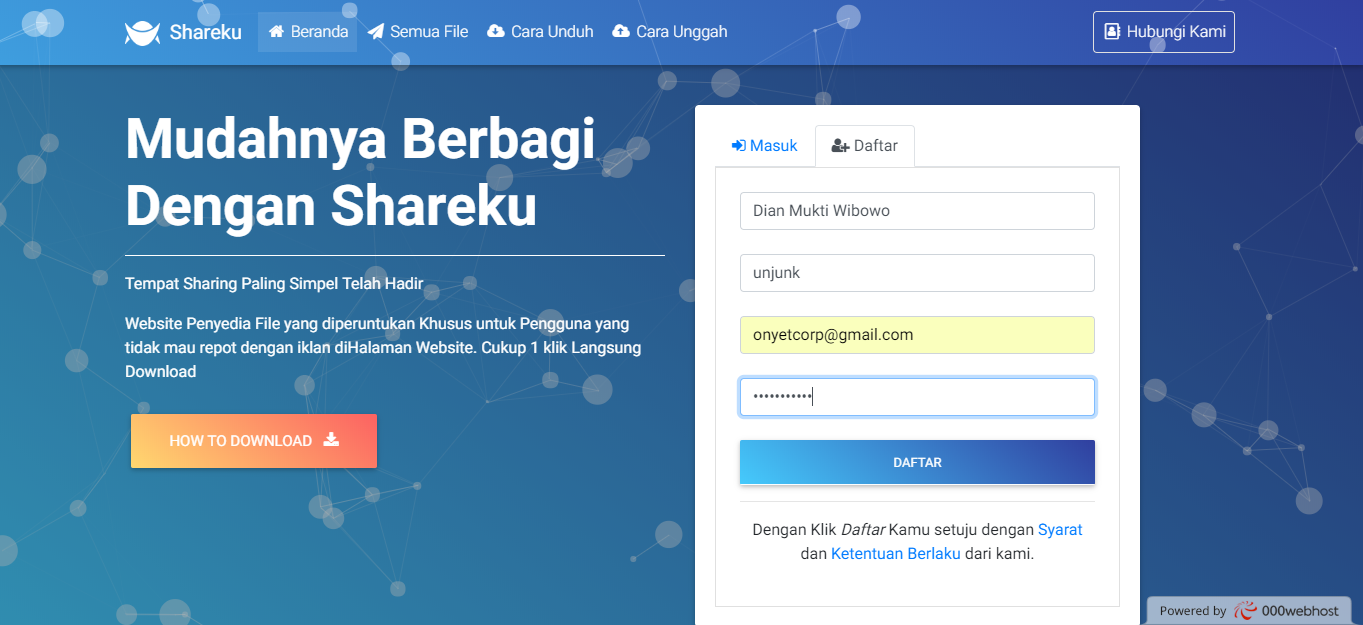 Shareku
Beranda
Semua File
Cara Unduh
Cara Unggah
Hubungi Kami
Mudahnya Berbagi
Dengan Shareku
Tempat Sharing Paling Simpel Telah Hadir
Website Penyedia File yang diperuntukan Khusus untuk Pengguna yang
tidak mau repot dengan iklan diHalaman Website. Cukup 1 klik Langsung
Download
HOW TO DOWNLOAD
Masuk
Daftar
Dian Mukti Wibowo
unjunk
onyetcorp@gmail.com
•••••••••••
DAFTAR
Dengan Klik Daftar Kamu setuju dengan Syarat
dan Ketentuan Berlaku dari kami.
Powered by 000webhost